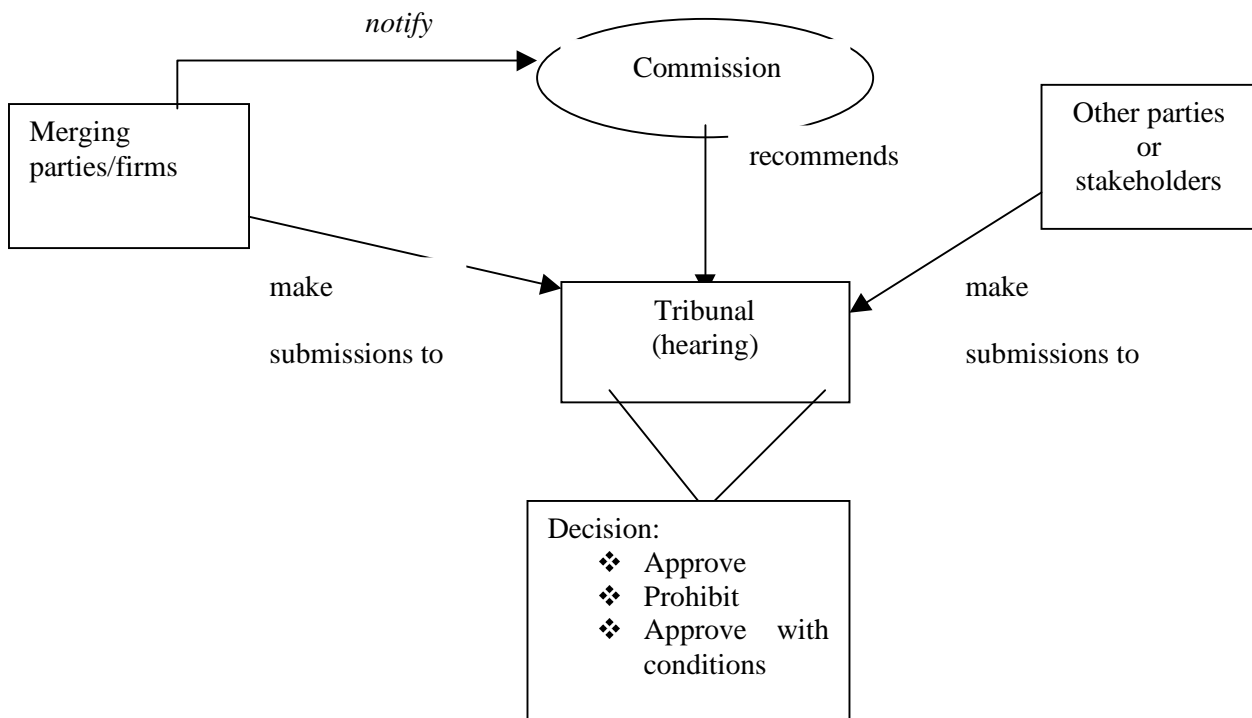 notify
Commission
Merging
parties/firms
Other parties
or
stakeholders
recommends
make
submissions to
Tribunal
(hearing)
make
submissions to
Decision:
❖ Approve
❖ Prohibit
❖ Approve with
conditions